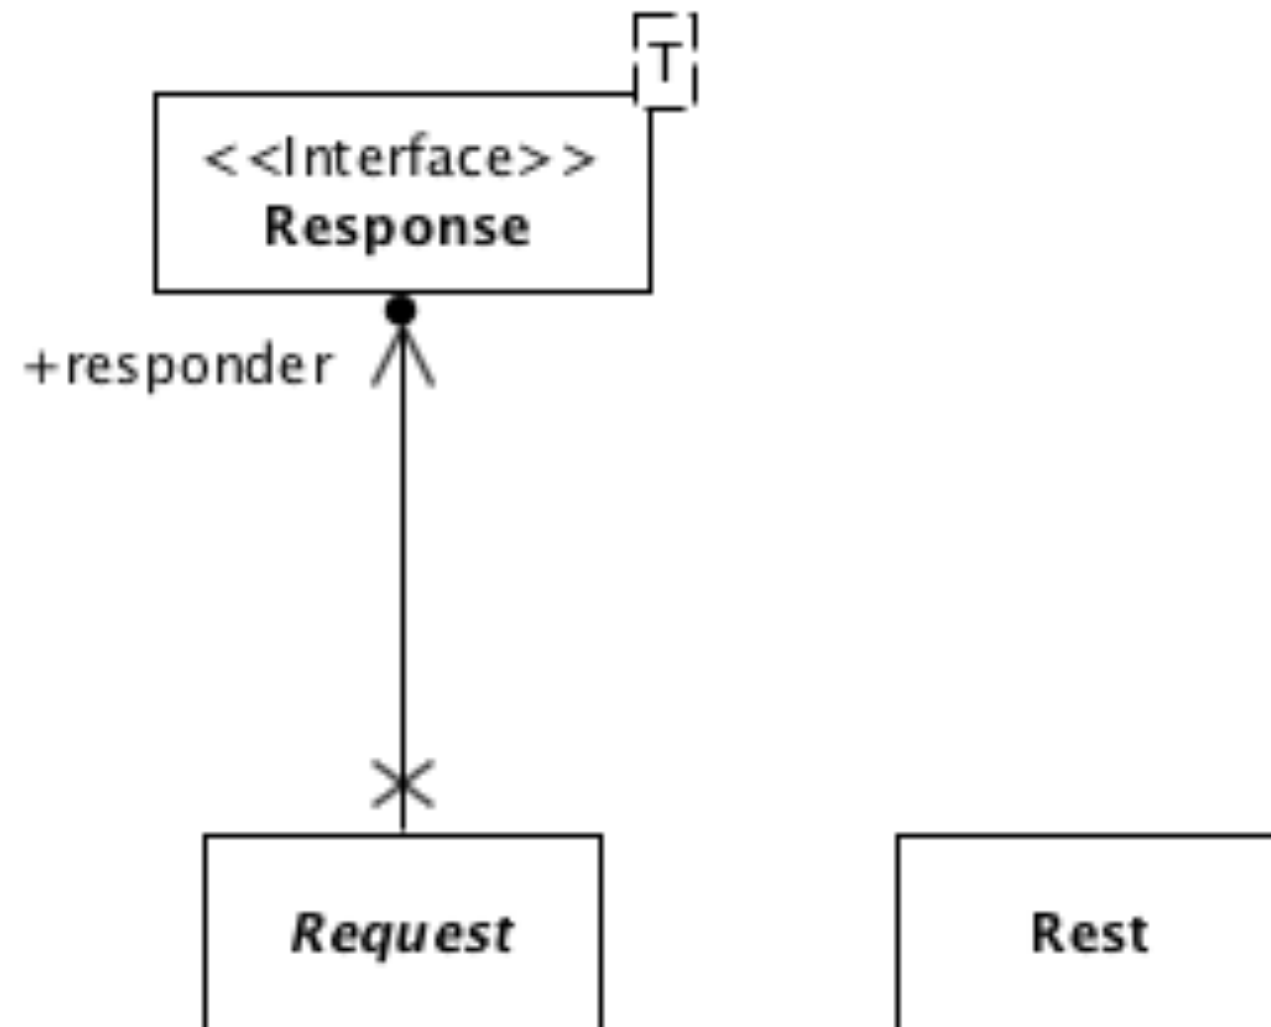 T
<<Interface>>
Response
+responder
Request
Rest